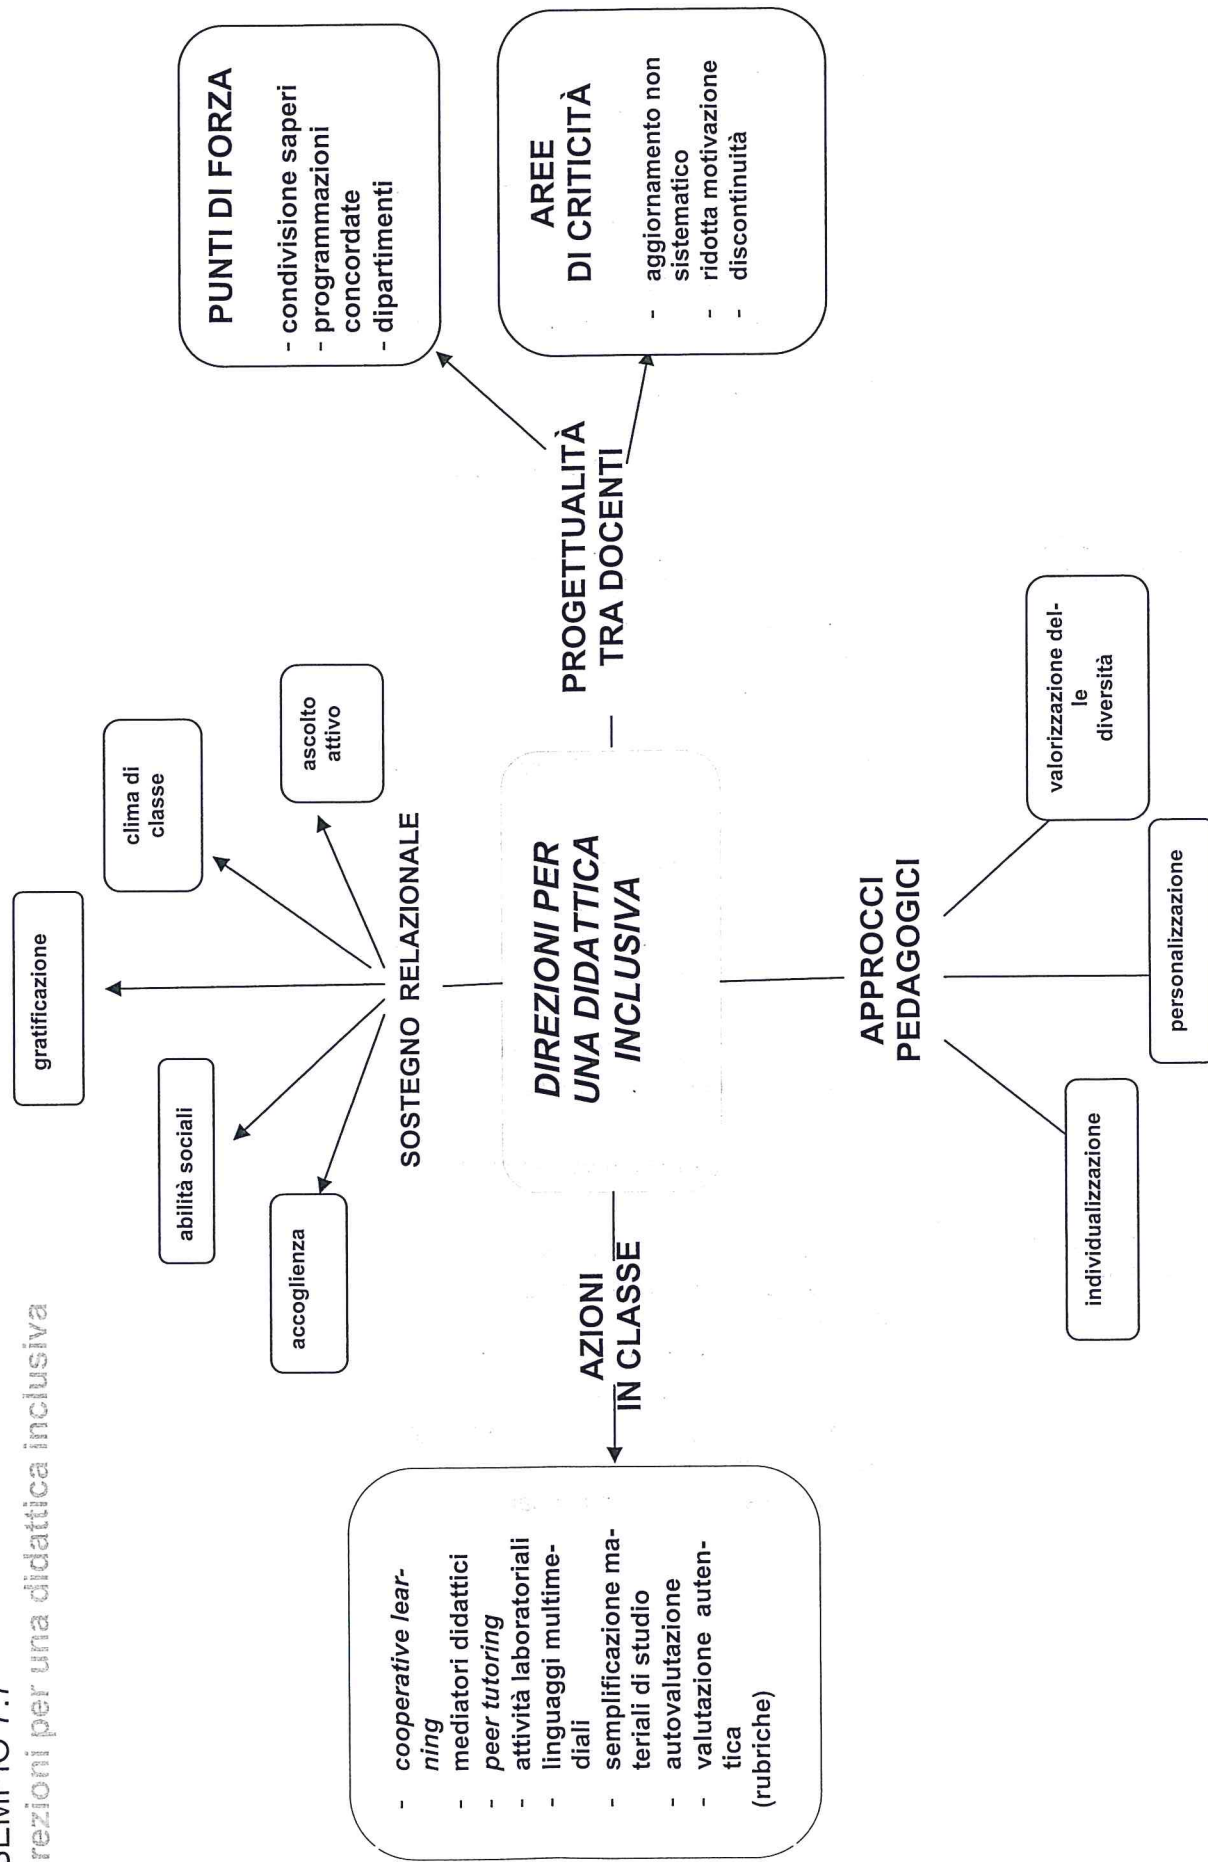 rezioni per una didattica inclusiva
gratificazione
clima di
classe
abilità sociali
accoglienza
ascolto
attivo
SOSTEGNO RELAZIONALE
PUNTI DI FORZA
- condivisione saperi
- programmazioni
concordate
- dipartimenti
- cooperative lear-
ning
- mediatori didattici
- peer tutoring
- attività laboratoriali
- linguaggi multime-
diali
- semplificazione ma-
teriali di studio
- autovalutazione
- valutazione auten-
tica
(rubriche)
AZIONI
IN CLASSE
DIREZIONI PER
UNA DIDATTICA
INCLUSIVA
PROGETTUALITÀ
TRA DOCENTI
AREE
DI CRITICITÀ
- aggiornamento non
sistematico
- ridotta motivazione
- discontinuità
APPROCCI
PEDAGOGICI
individualizzazione
personalizzazione
valorizzazione del-
le
diversità